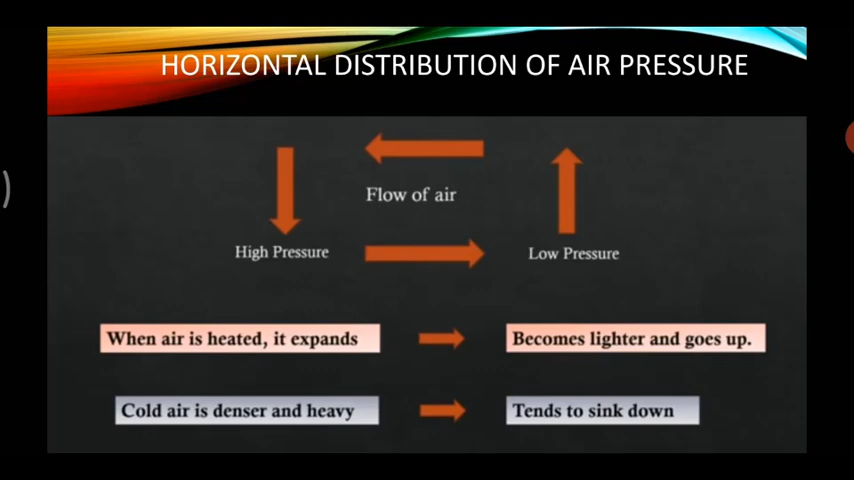 HORIZONTAL DISTRIBUTION OF AIR PRESSURE
Flow of air
High Pressure
Low Pressure
When air is heated, it expands
Becomes lighter and goes up.
Cold air is denser and heavy
Tends to sink down